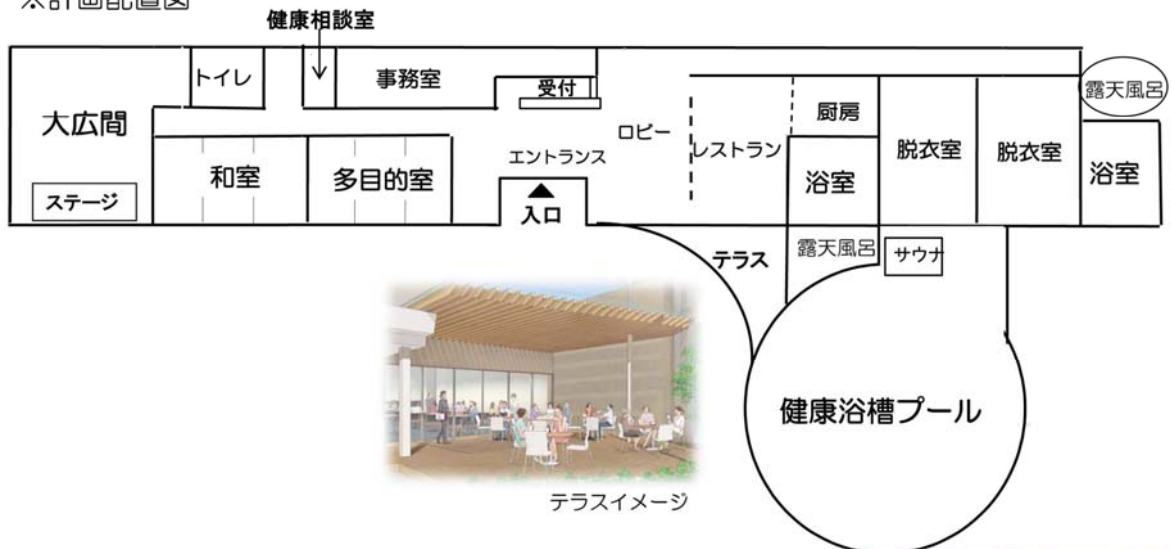 ※計画配置図
健康相談室
トイレ
事務室
受付
露天風呂
大広間
ロビー
厨房
エントランス
レストラン
脱衣室
脱衣室
和室
多目的室
浴室
浴室
ステージ
入口
テラス
露天風呂
サウナ
健康浴槽プール
テラスイメージ